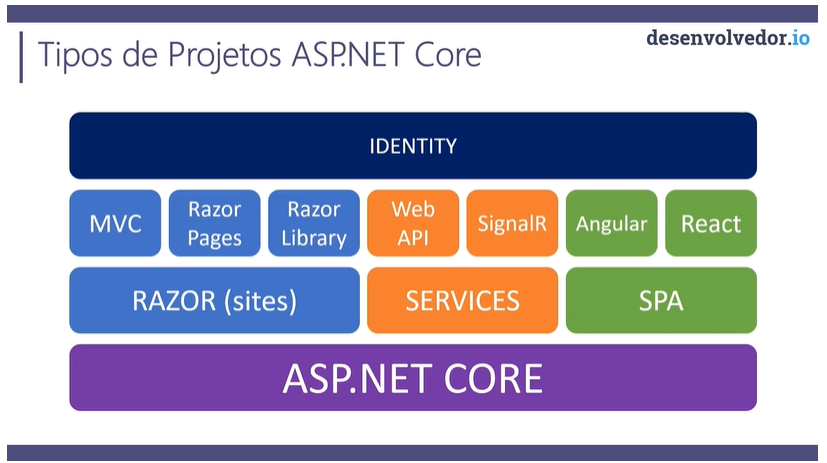 desenvolvedor.io
Tipos de Projetos ASP.NET Core
IDENTITY
MVC
Razor
Pages
Razor
Library
Web
API
SignalR
Angular
React
RAZOR (sites)
SERVICES
SPA
ASP.NET CORE